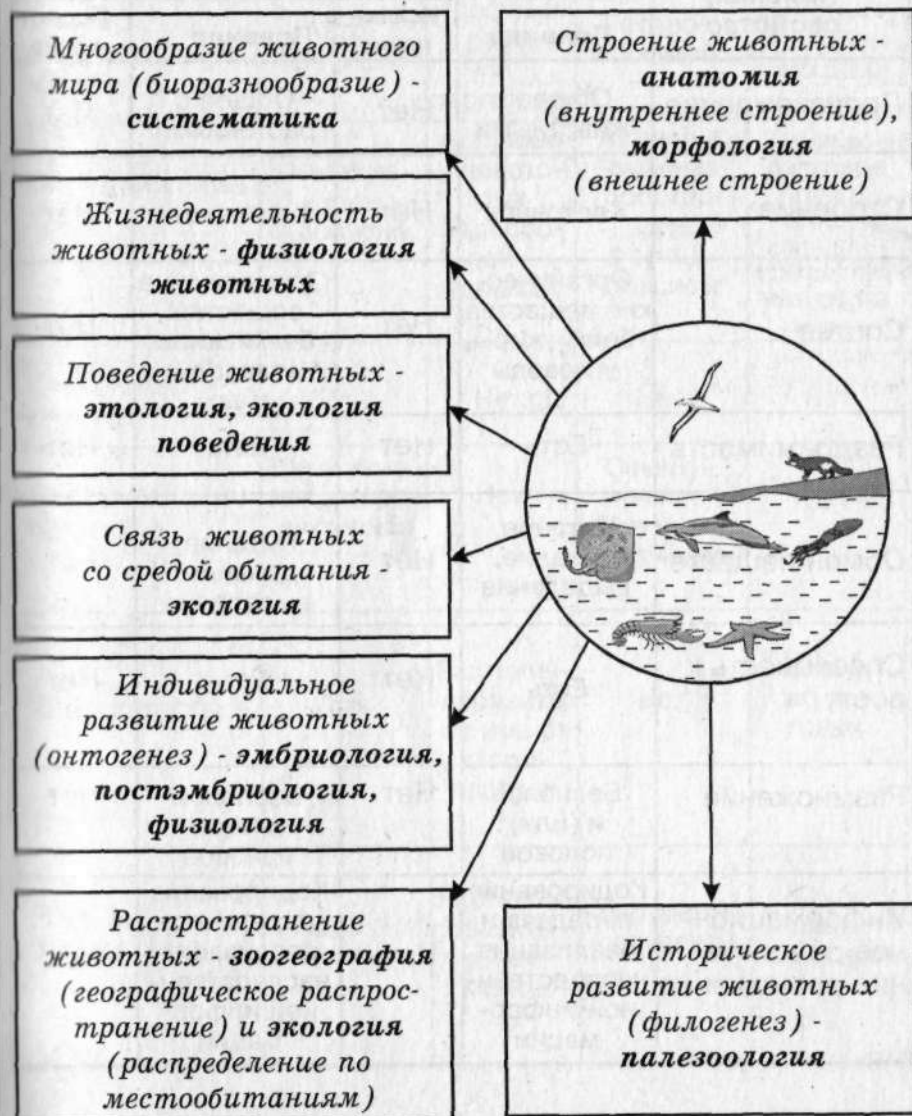 Многообразие животного
мира (биоразнообразие) -
систематика
Строение животных -
анатомия
(внутреннее строение),
морфология
(внешнее строение)
Жизнедеятельность
животных - физиология
животных
Поведение животных -
этология, экология
поведения
Связь животных
со средой обитания -
экология
Индивидуальное
развитие животных
(онтогенез) - эмбриология,
постэмбриология,
физиология
Распространение
животных - зоогеография
(географическое распрос-
транение) и экология
(распределение по
местообитаниям)
Историческое
развитие животных
(филогенез) -
палезоология